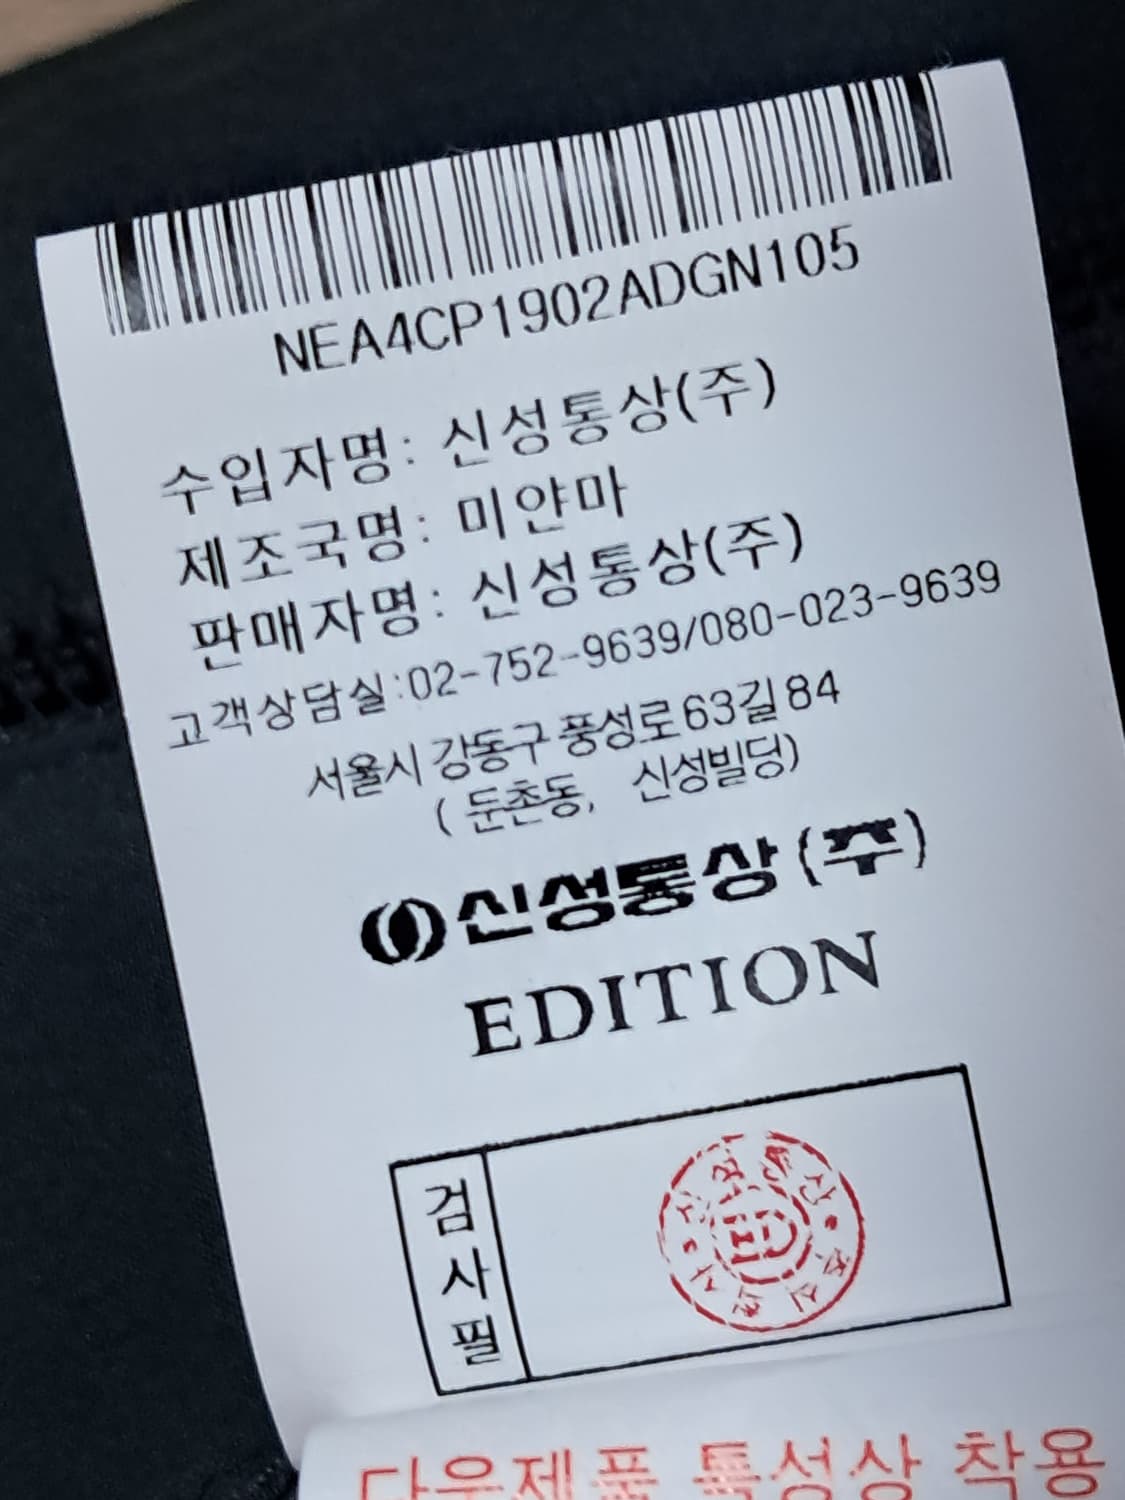 NEA4CP1902ADGN105
수입자명: 신성통상(주)
제조국명: 미얀마
판매자명: 신성통상(주)
고객상담실:02-752-9639/080-023-9639
서울시 강동구 풍성로63길84
( 둔촌동, 신성빌딩)
신성통상(주)
EDITION
검사필
ED
다운제품 특성상 착용